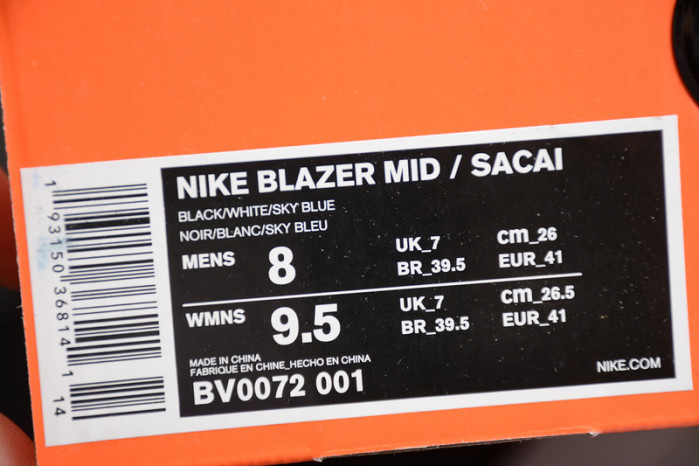 NIKE BLAZER MID / SACAI
BLACK/WHITE/SKY BLUE
NOIR/BLANC/SKY BLEU
MENS 8 UK_7 cm_26
BR_39.5 EUR_41
WMNS 9.5 UK_7 cm_26.5
BR_39.5 EUR_41
MADE IN CHINA
FABRIQUE EN CHINE_HECHO EN CHINA
BV0072 001
NIKE.COM
1 93150 36814 1
14